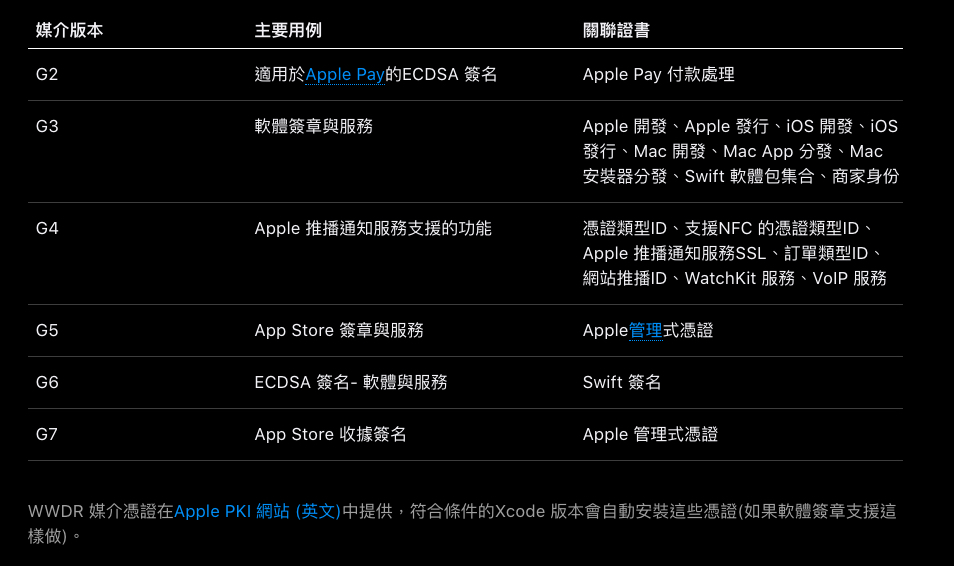 媒介版本 主要用例 關聯證書
G2 適用於Apple Pay的ECDSA 簽名 Apple Pay 付款處理
G3 軟體簽章與服務 Apple 開發、Apple 發行、iOS 開發、iOS
發行、Mac 開發、Mac App 分發、Mac
安裝器分發、Swift 軟體包集合、商家身份
G4 Apple 推播通知服務支援的功能 憑證類型ID、支援NFC 的憑證類型ID、
Apple 推播通知服務SSL、訂單類型ID、
網站推播ID、WatchKit 服務、VoIP 服務
G5 App Store 簽章與服務 Apple管理式憑證
G6 ECDSA 簽名- 軟體與服務 Swift 簽名
G7 App Store 收據簽名 Apple 管理式憑證
WWDR 媒介憑證在Apple PKI 網站 (英文)中提供，符合條件的Xcode 版本會自動安裝這些憑證(如果軟體簽章支援這
樣做)。